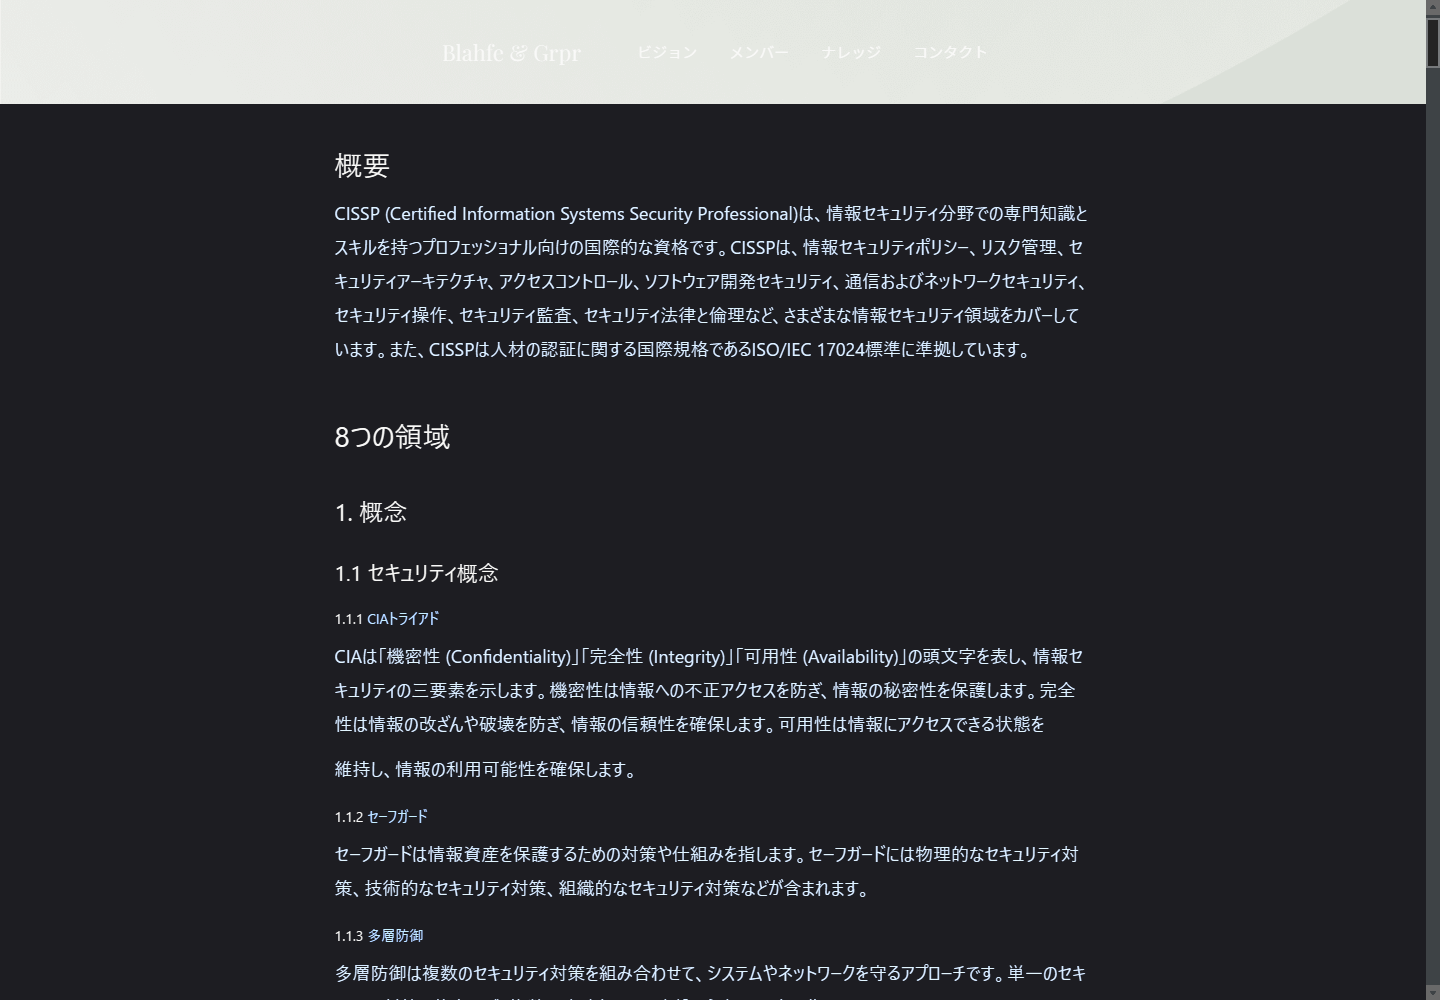 Blahfe & Grpr
ビジョン
メンバー
ナレッジ
コンタクト
概要
CISSP (Certified Information Systems Security Professional)は、情報セキュリティ分野での専門知識と
スキルを持つプロフェッショナル向けの国際的な資格です。CISSPは、情報セキュリティポリシー、リスク管理、セ
キュリティアーキテクチャ、アクセスコントロール、ソフトウェア開発セキュリティ、通信およびネットワークセキュリティ、
セキュリティ操作、セキュリティ監査、セキュリティ法律と倫理など、さまざまな情報セキュリティ領域をカバーして
います。また、CISSPは人材の認証に関する国際規格であるISO/IEC 17024標準に準拠しています。
8つの領域
1. 概念
1.1 セキュリティ概念
1.1.1 CIAトライアド
CIAは「機密性 (Confidentiality)」「完全性 (Integrity)」「可用性 (Availability)」の頭文字を表し、情報セ
キュリティの三要素を示します。機密性は情報への不正アクセスを防ぎ、情報の秘密性を保護します。完全
性は情報の改ざんや破壊を防ぎ、情報の信頼性を確保します。可用性は情報にアクセスできる状態を
維持し、情報の利用可能性を確保します。
1.1.2 セーフガード
セーフガードは情報資産を保護するための対策や仕組みを指します。セーフガードには物理的なセキュリティ対
策、技術的なセキュリティ対策、組織的なセキュリティ対策などが含まれます。
1.1.3 多層防御
多層防御は複数のセキュリティ対策を組み合わせて、システムやネットワークを守るアプローチです。単一のセキ